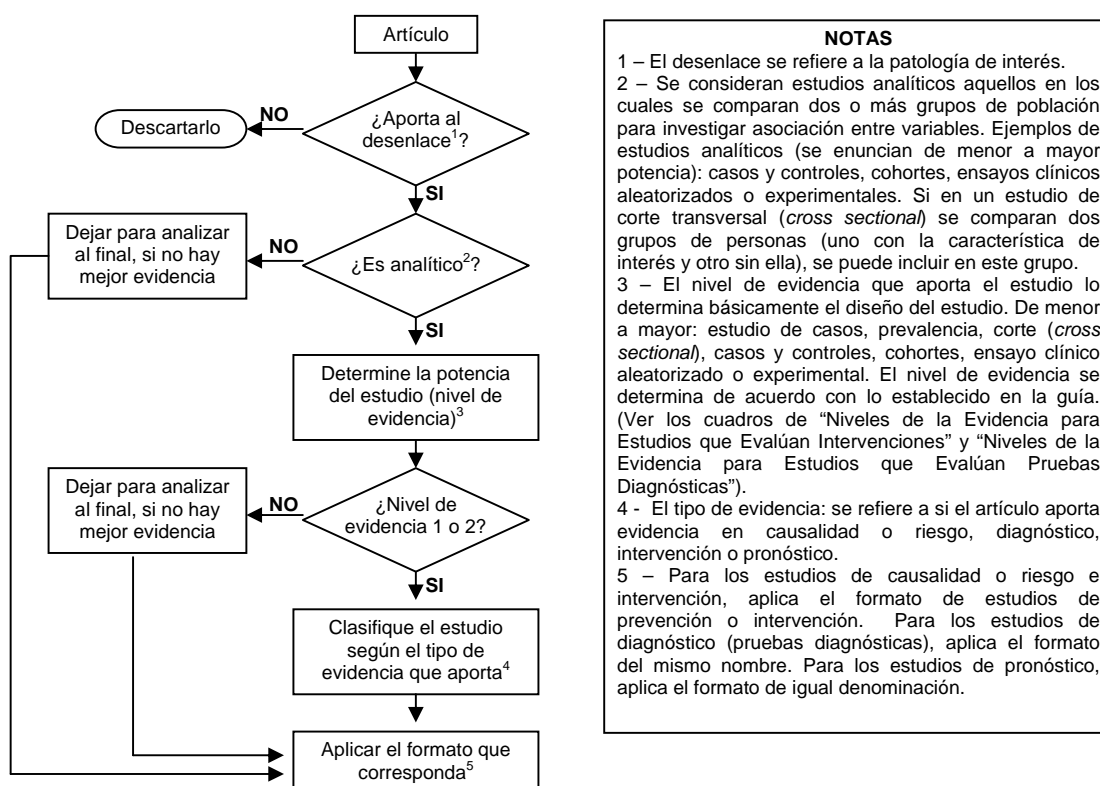 Artículo
¿Aporta al
desenlace1?
NO
Descartarlo
SI
¿Es analítico2?
NO
Dejar para analizar
al final, si no hay
mejor evidencia
SI
Determine la potencia
del estudio (nivel de
evidencia)3
¿Nivel de
evidencia 1 o 2?
NO
Dejar para analizar
al final, si no hay
mejor evidencia
SI
Clasifique el estudio
según el tipo de
evidencia que aporta4
Aplicar el formato que
corresponda5
NOTAS
1 – El desenlace se refiere a la patología de interés.
2 – Se consideran estudios analíticos aquellos en los
cuales se comparan dos o más grupos de población
para investigar asociación entre variables. Ejemplos de
estudios analíticos (se enuncian de menor a mayor
potencia): casos y controles, cohortes, ensayos clínicos
aleatorizados o experimentales. Si en un estudio de
corte transversal (cross sectional) se comparan dos
grupos de personas (uno con la característica de
interés y otro sin ella), se puede incluir en este grupo.
3 – El nivel de evidencia que aporta el estudio lo
determina básicamente el diseño del estudio. De menor
a mayor: estudio de casos, prevalencia, corte (cross
sectional), casos y controles, cohortes, ensayo clínico
aleatorizado o experimental. El nivel de evidencia se
determina de acuerdo con lo establecido en la guía.
(Ver los cuadros de “Niveles de la Evidencia para
Estudios que Evalúan Intervenciones” y “Niveles de la
Evidencia para Estudios que Evalúan Pruebas
Diagnósticas”).
4 - El tipo de evidencia: se refiere a si el artículo aporta
evidencia en causalidad o riesgo, diagnóstico,
intervención o pronóstico.
5 – Para los estudios de causalidad o riesgo e
intervención, aplica el formato de estudios de
prevención o intervención. Para los estudios de
diagnóstico (pruebas diagnósticas), aplica el formato
del mismo nombre. Para los estudios de pronóstico,
aplica el formato de igual denominación.